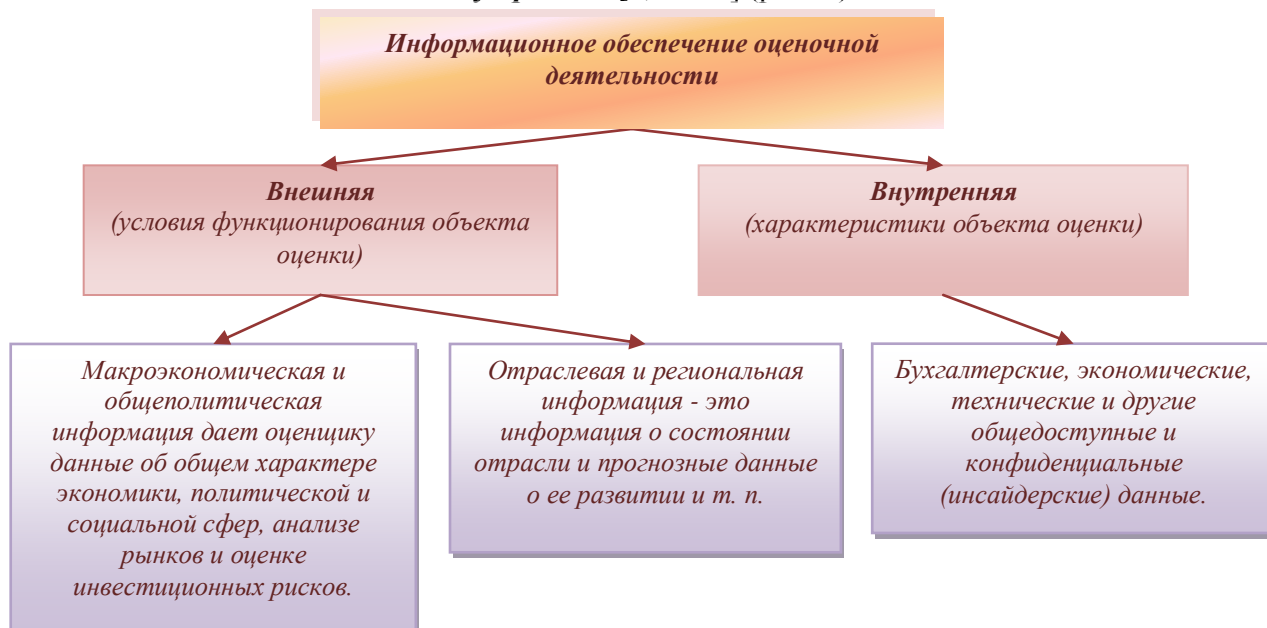 Информационное обеспечение оценочной
деятельности
Внешняя
(условия функционирования объекта
оценки)
Внутренняя
(характеристики объекта оценки)
Макроэкономическая и
общеполитическая
информация дает оценщику
данные об общем характере
экономики, политической и
социальной сфер, анализе
рынков и оценке
инвестиционных рисков.
Отраслевая и региональная
информация - это
информация о состоянии
отрасли и прогнозные данные
о ее развитии и т. п.
Бухгалтерские, экономические,
технические и другие
общедоступные и
конфиденциальные
(инсайдерские) данные.